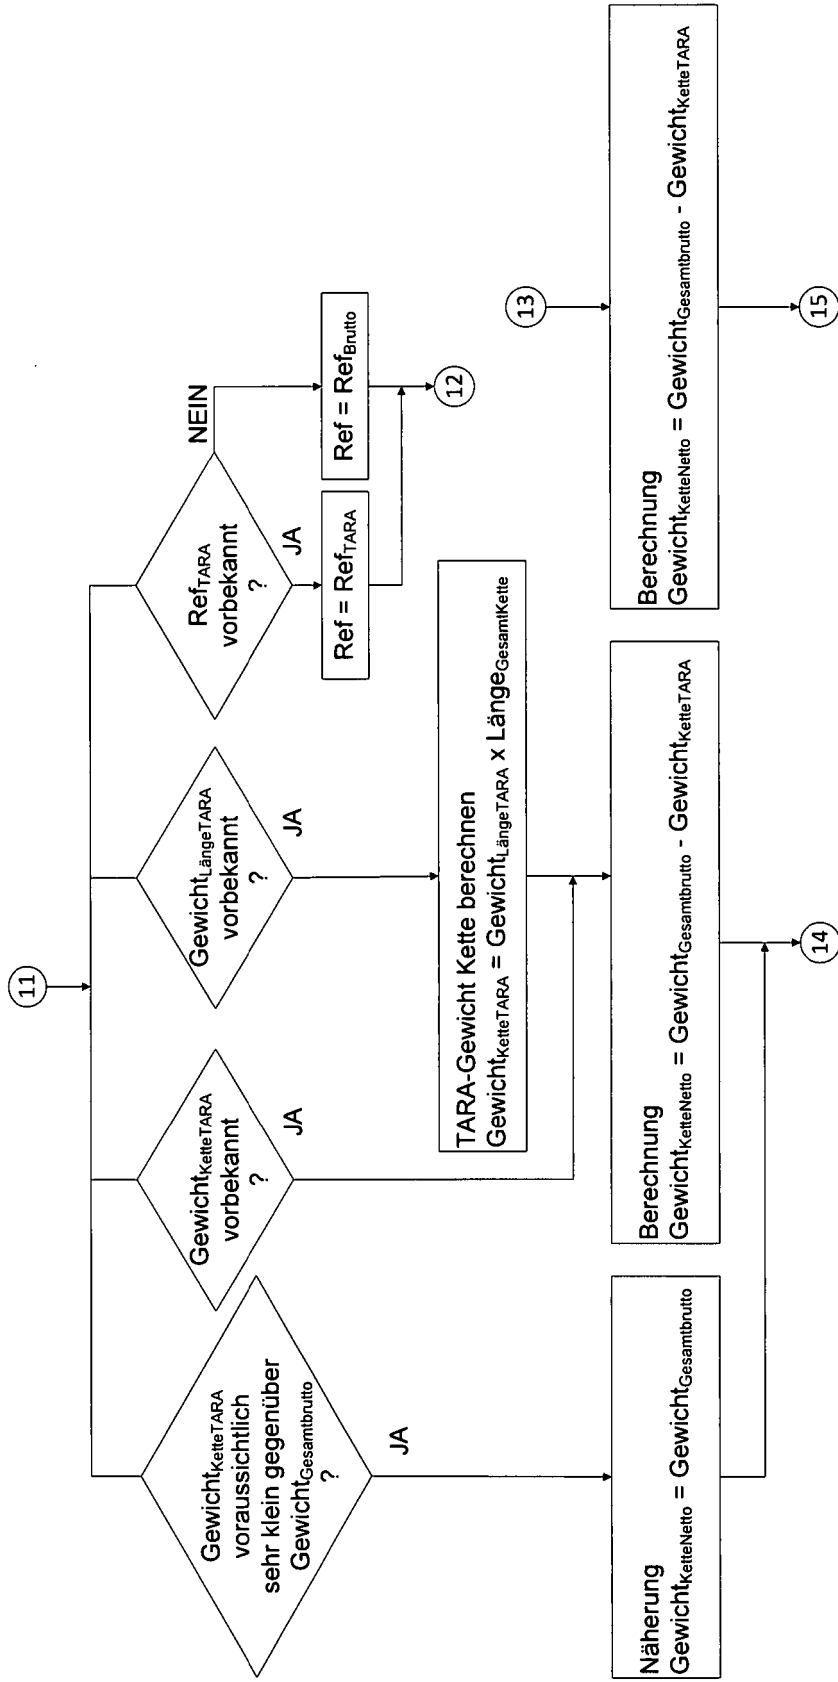 11
Gewicht_KetteTARA
voraussichtlich
sehr klein gegenüber
Gewicht_Gesamtbrutto
?
JA
Gewicht_KetteTARA
vorbekannt
?
JA
Gewicht_LängeTARA
vorbekannt
?
JA
Ref_TARA
vorbekannt
?
JA
NEIN
Ref = Ref_TARA
Ref = Ref_Brutto
12
TARA-Gewicht Kette berechnen
Gewicht_KetteTARA = Gewicht_LängeTARA x Länge_GesamtKette
13
Näherung
Gewicht_KetteNetto = Gewicht_Gesamtbrutto
Berechnung
Gewicht_KetteNetto = Gewicht_Gesamtbrutto - Gewicht_KetteTARA
Berechnung
Gewicht_KetteNetto = Gewicht_Gesamtbrutto - Gewicht_KetteTARA
14
15